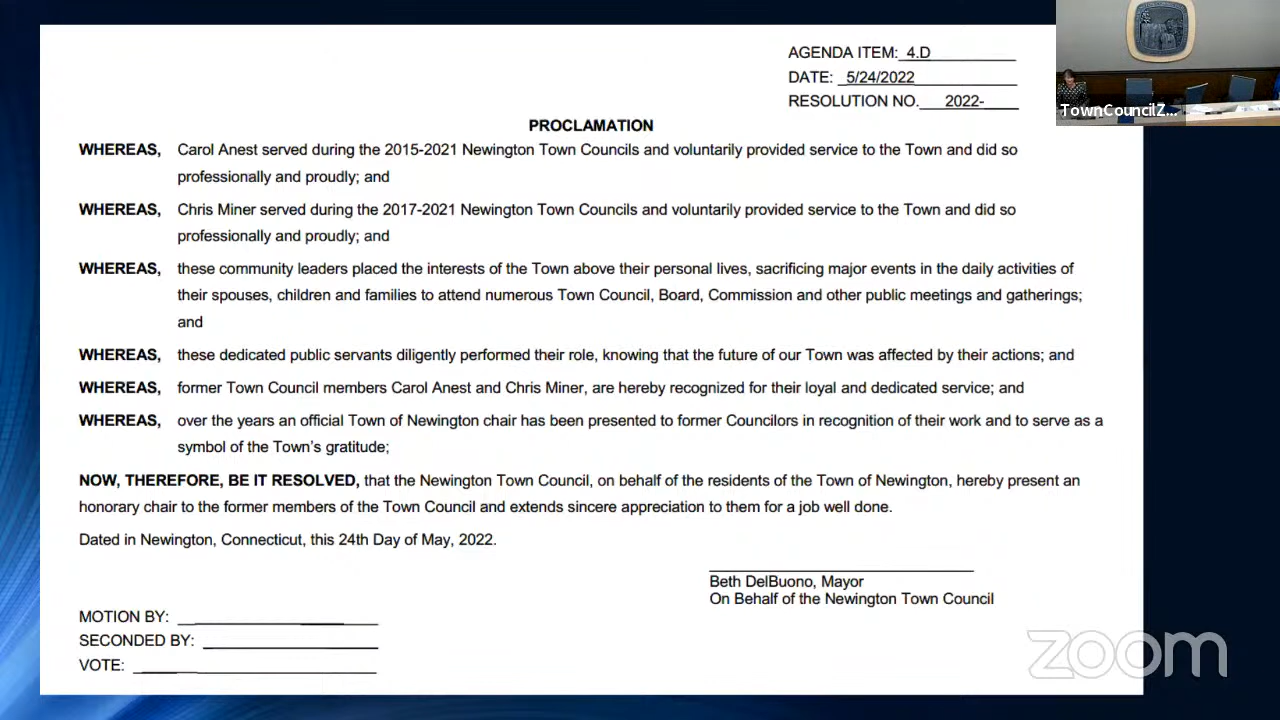 AGENDA ITEM: 4.D
DATE: 5/24/2022
RESOLUTION NO. 2022-
TownCouncilZ...
PROCLAMATION
WHEREAS, Carol Anest served during the 2015-2021 Newington Town Councils and voluntarily provided service to the Town and did so
professionally and proudly; and
WHEREAS, Chris Miner served during the 2017-2021 Newington Town Councils and voluntarily provided service to the Town and did so
professionally and proudly; and
WHEREAS, these community leaders placed the interests of the Town above their personal lives, sacrificing major events in the daily activities of
their spouses, children and families to attend numerous Town Council, Board, Commission and other public meetings and gatherings;
and
WHEREAS, these dedicated public servants diligently performed their role, knowing that the future of our Town was affected by their actions; and
WHEREAS, former Town Council members Carol Anest and Chris Miner, are hereby recognized for their loyal and dedicated service; and
WHEREAS, over the years an official Town of Newington chair has been presented to former Councilors in recognition of their work and to serve as a
symbol of the Town's gratitude;
NOW, THEREFORE, BE IT RESOLVED, that the Newington Town Council, on behalf of the residents of the Town of Newington, hereby present an
honorary chair to the former members of the Town Council and extends sincere appreciation to them for a job well done.
Dated in Newington, Connecticut, this 24th Day of May, 2022.
Beth DelBuono, Mayor
On Behalf of the Newington Town Council
MOTION BY:
SECONDED BY:
VOTE:
zoom